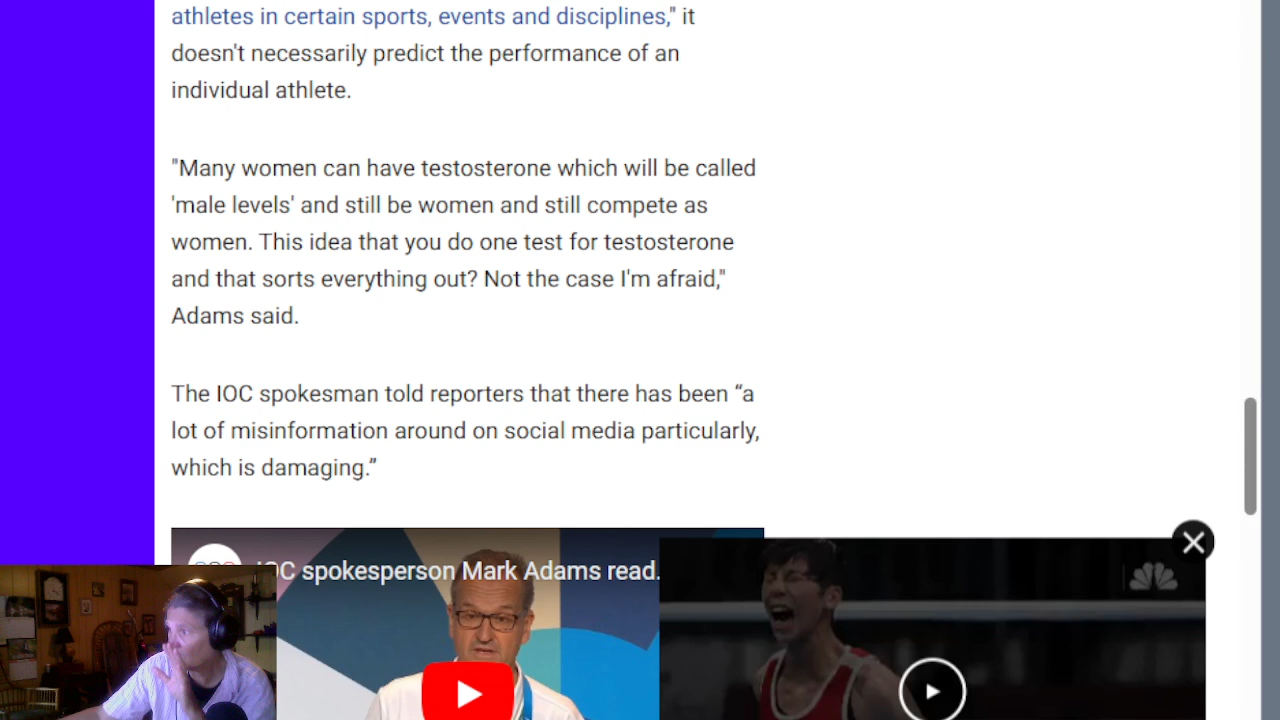 athletes in certain sports, events and disciplines," it
doesn't necessarily predict the performance of an
individual athlete.
"Many women can have testosterone which will be called
'male levels' and still be women and still compete as
women. This idea that you do one test for testosterone
and that sorts everything out? Not the case I'm afraid,"
Adams said.
The IOC spokesman told reporters that there has been “a
lot of misinformation around on social media particularly,
which is damaging.”
IOC spokesperson Mark Adams read.